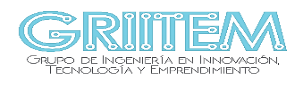 GRIITEM
GRUPO DE INGENIERÍA EN INNOVACIÓN,
TECNOLOGÍA Y EMPRENDIMIENTO